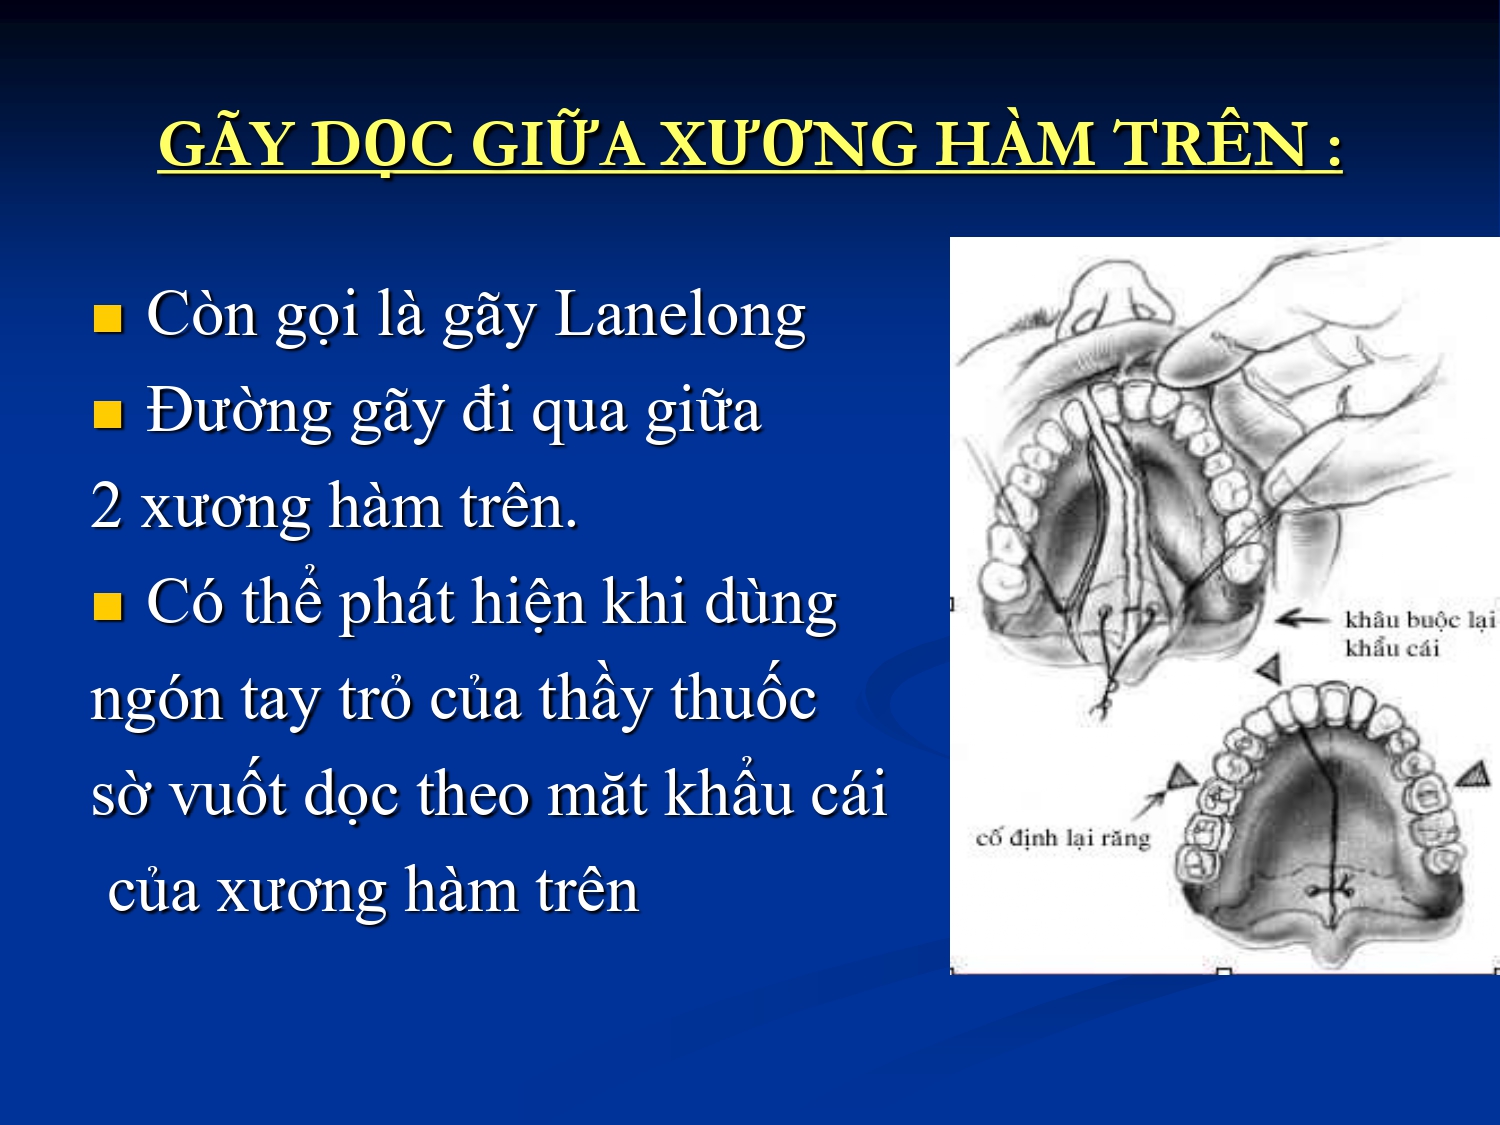 GÃY DỌC GIỮA XƯƠNG HÀM TRÊN :
Còn gọi là gãy Lanelong
Đường gãy đi qua giữa
2 xương hàm trên.
Có thể phát hiện khi dùng
ngón tay trỏ của thầy thuốc
sờ vuốt dọc theo măt khẩu cái
của xương hàm trên
khâu buộc lại
khẩu cái
cố định lại răng